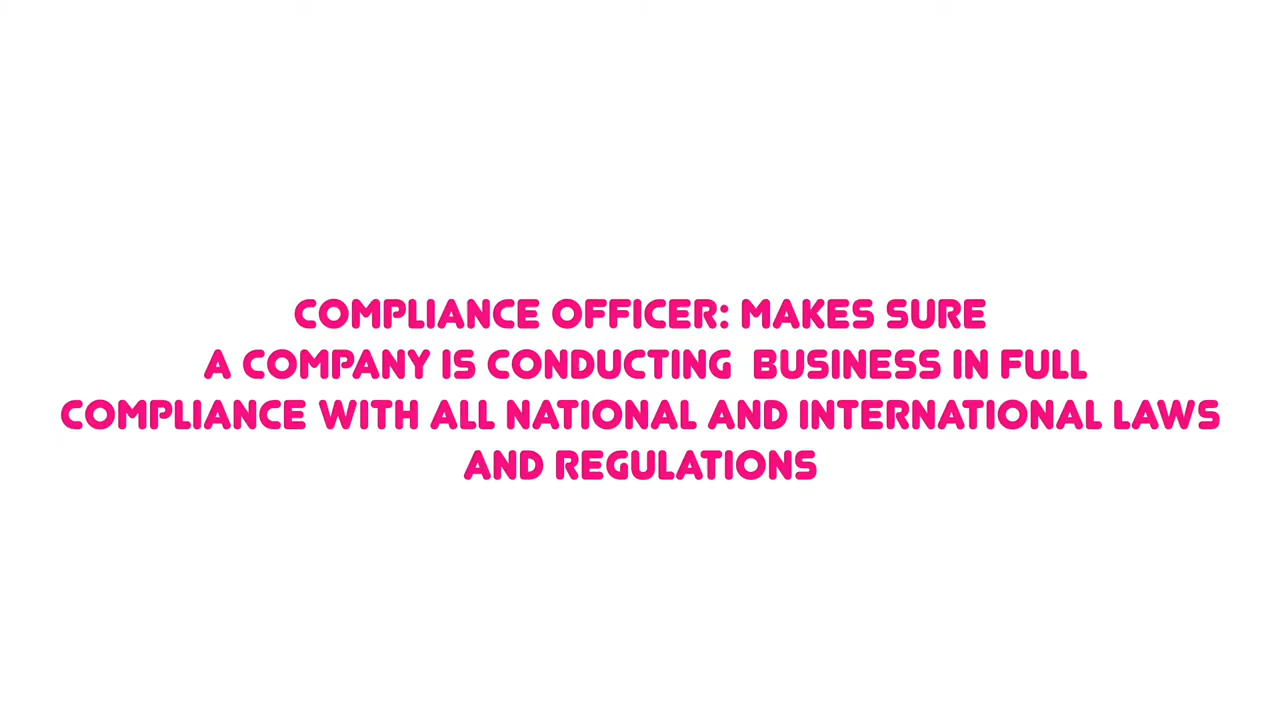 COMPLIANCE OFFICER: MAKES SURE
A COMPANY IS CONDUCTING  BUSINESS IN FULL
COMPLIANCE WITH ALL NATIONAL AND INTERNATIONAL LAWS
AND REGULATIONS